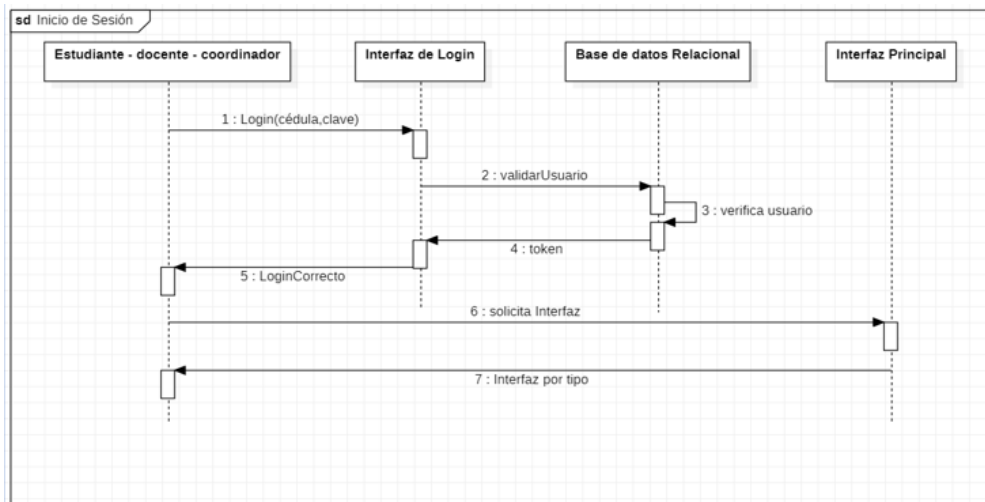 sd Inicio de Sesión
Estudiante - docente - coordinador
Interfaz de Login
Base de datos Relacional
Interfaz Principal
1 : Login(cédula,clave)
2 : validarUsuario
3 : verifica usuario
4 : token
5 : LoginCorrecto
6 : solicita Interfaz
7 : Interfaz por tipo